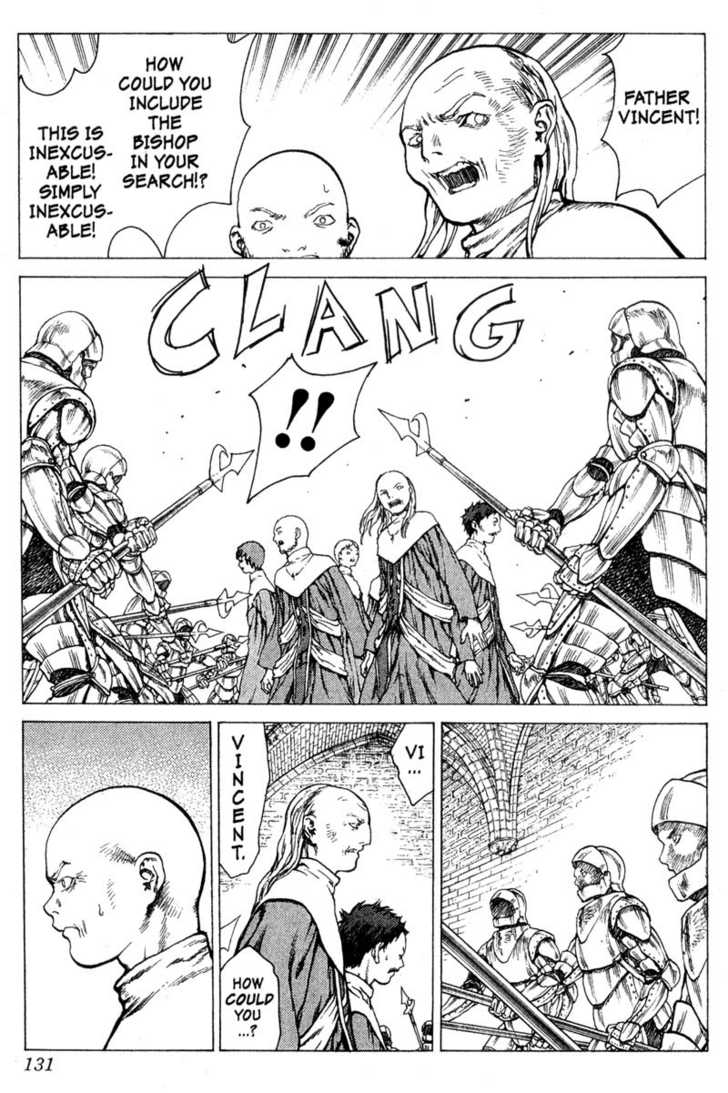 FATHER
VINCENT!
HOW
COULD YOU
INCLUDE
THE
BISHOP
IN YOUR
SEARCH!?
THIS IS
INEXCUS-
ABLE!
SIMPLY
INEXCUS-
ABLE!
CLANG
!!
VI
...
VINCENT.
HOW
COULD
YOU
...?
131